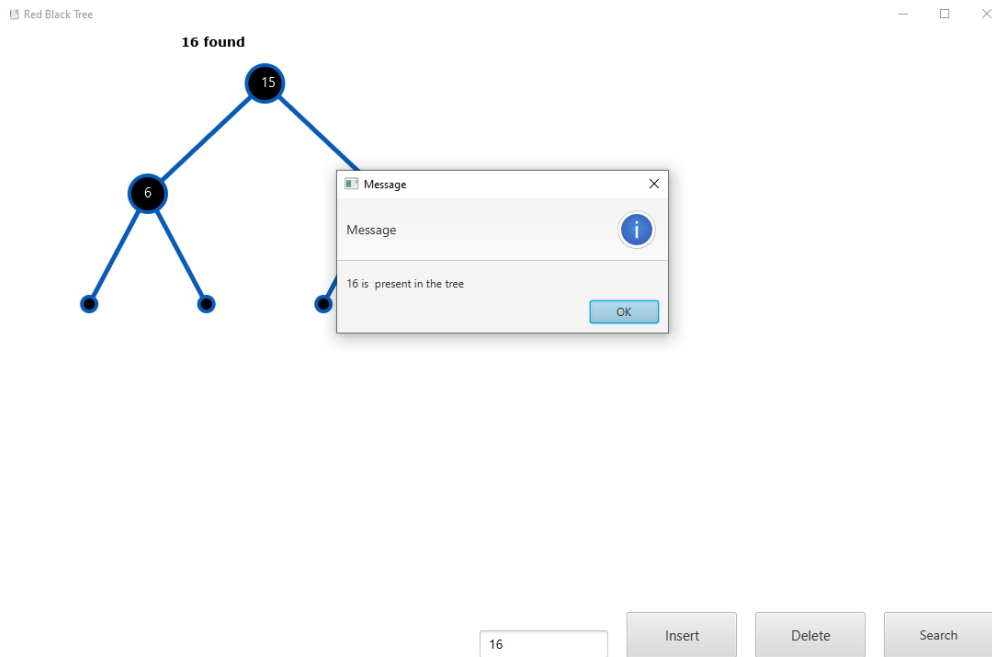 Red Black Tree
16 found
15
6
Message
Message
16 is  present in the tree
OK
16
Insert
Delete
Search